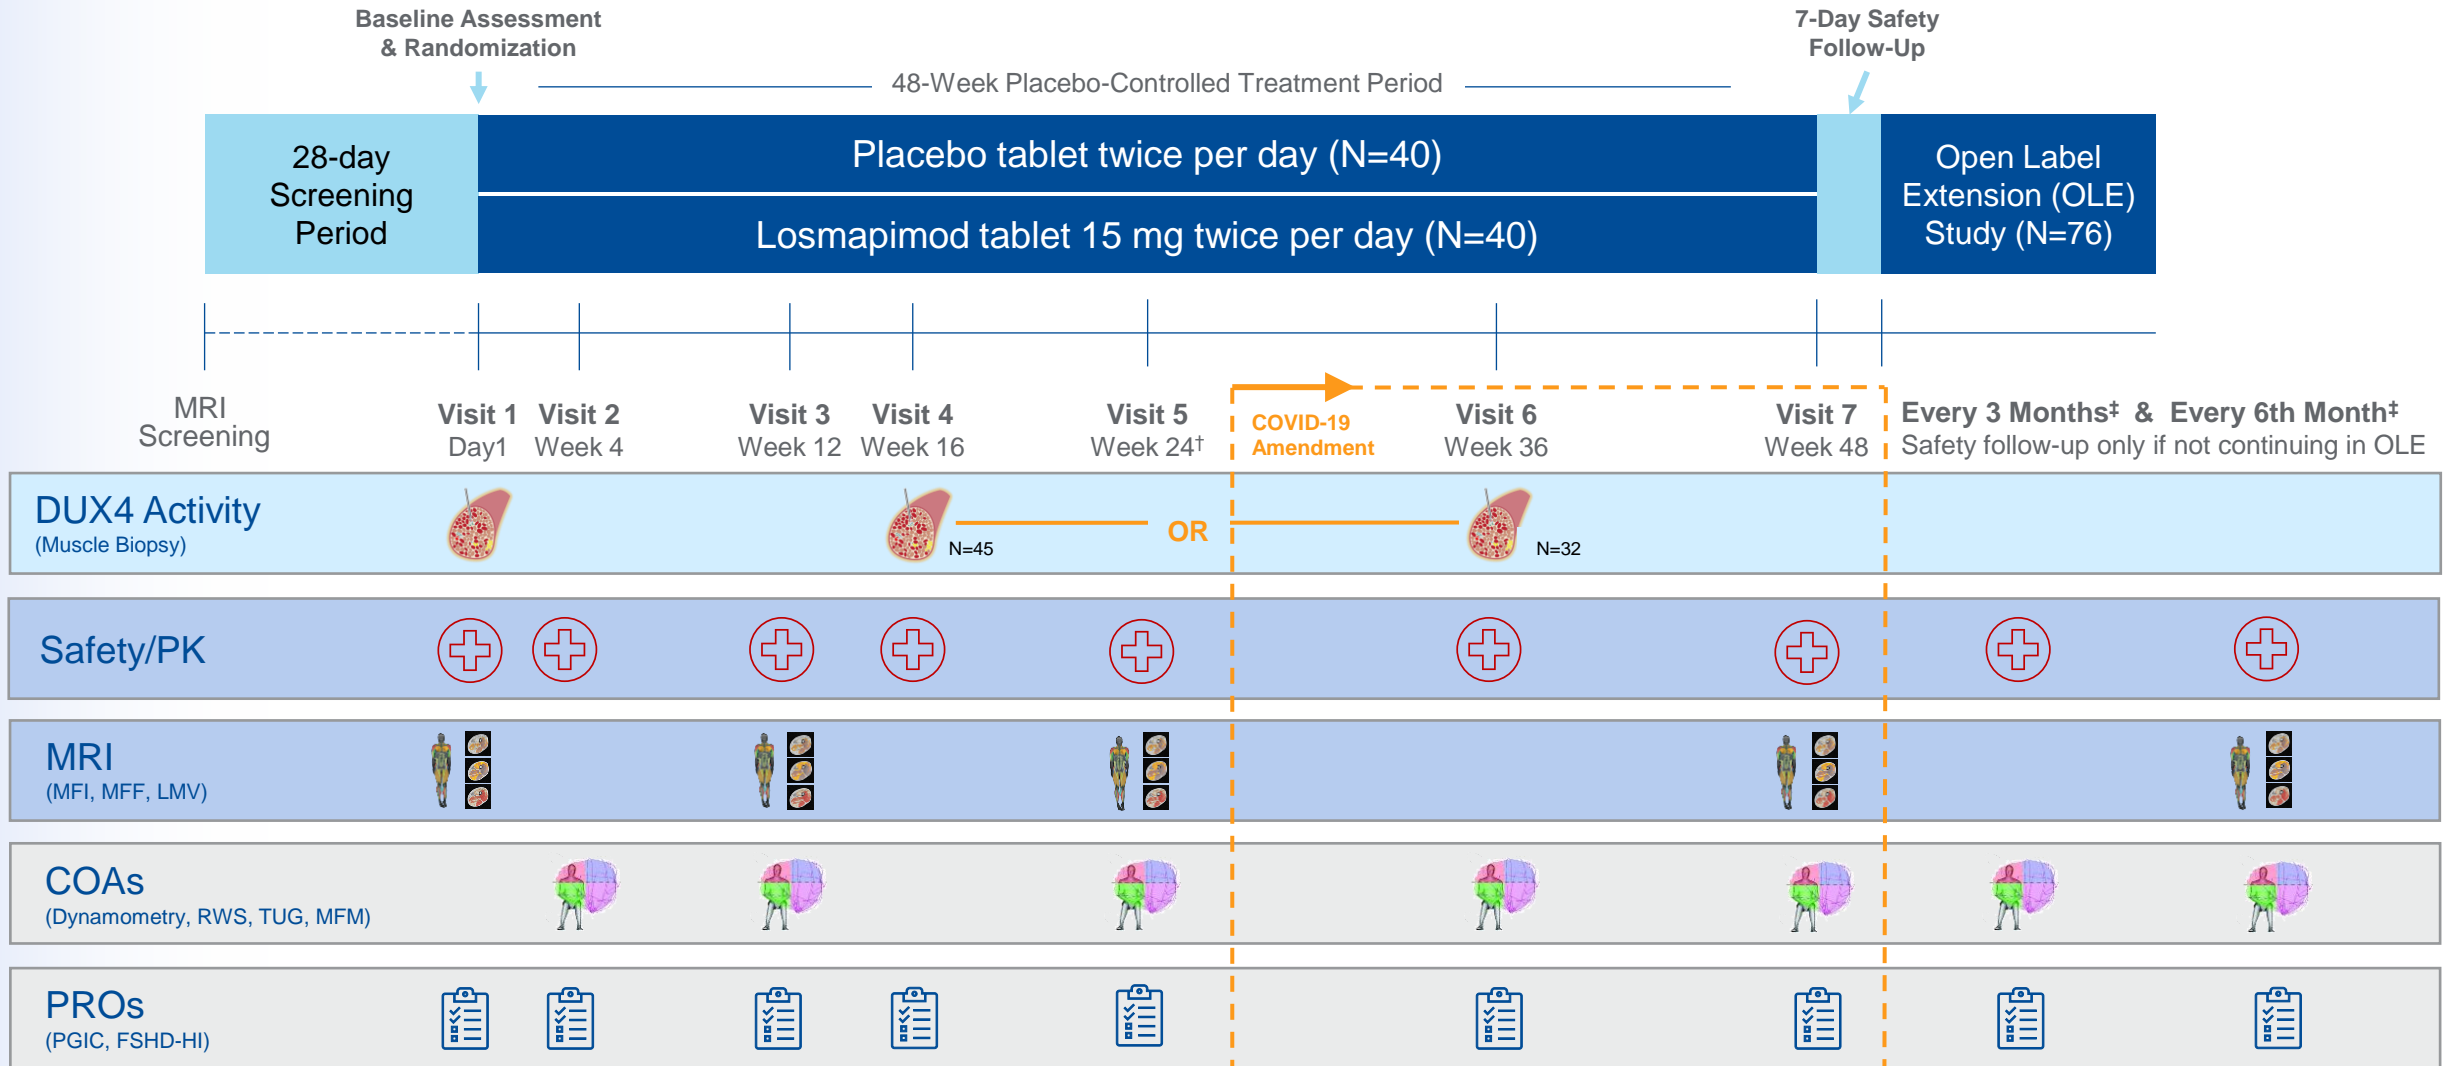 Baseline Assessment
& Randomization
7-Day Safety
Follow-Up
48-Week Placebo-Controlled Treatment Period
28-day
Screening
Period
Placebo tablet twice per day (N=40)
Losmapimod tablet 15 mg twice per day (N=40)
Open Label
Extension (OLE)
Study (N=76)
MRI
Screening
Visit 1
Day1
Visit 2
Week 4
Visit 3
Week 12
Visit 4
Week 16
Visit 5
Week 24†
COVID-19
Amendment
Visit 6
Week 36
Visit 7
Week 48
Every 3 Months‡ & Every 6th Month‡
Safety follow-up only if not continuing in OLE
DUX4 Activity
(Muscle Biopsy)
N=45
OR
N=32
Safety/PK
MRI
(MFI, MFF, LMV)
COAs
(Dynamometry, RWS, TUG, MFM)
PROs
(PGIC, FSHD-HI)